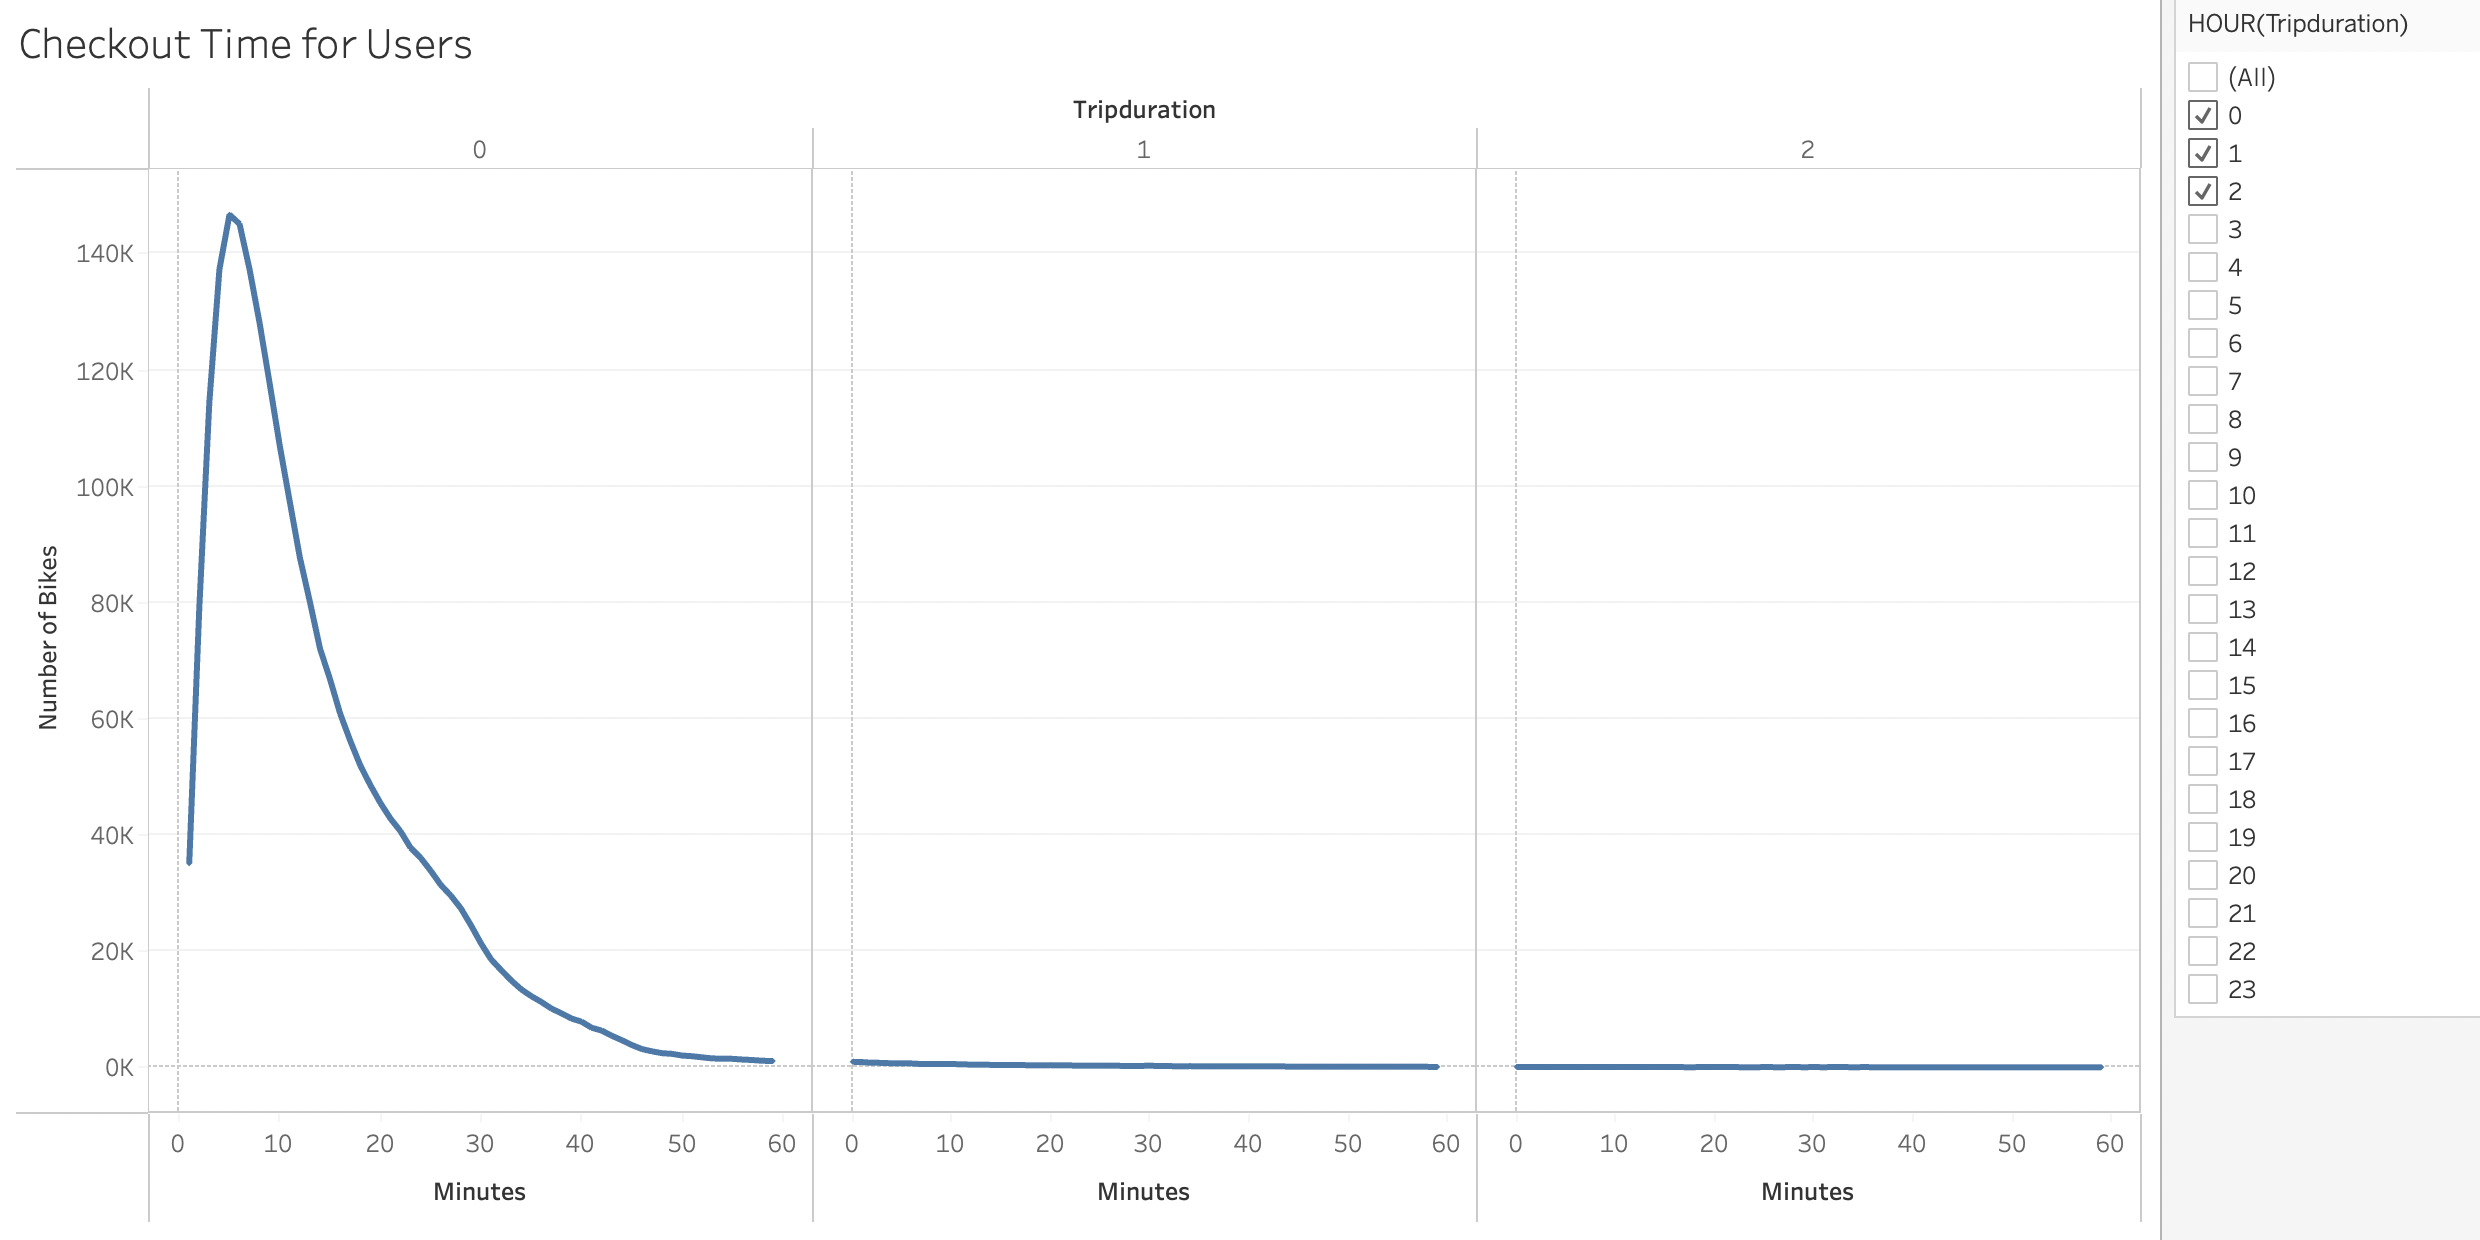 Checkout Time for Users
Tripduration
0 1 2
140K
120K
100K
80K
60K
40K
20K
0K
Number of Bikes
0 10 20 30 40 50 60 0 10 20 30 40 50 60 0 10 20 30 40 50 60
Minutes Minutes Minutes
HOUR(Tripduration)
(All)
0
1
2
3
4
5
6
7
8
9
10
11
12
13
14
15
16
17
18
19
20
21
22
23